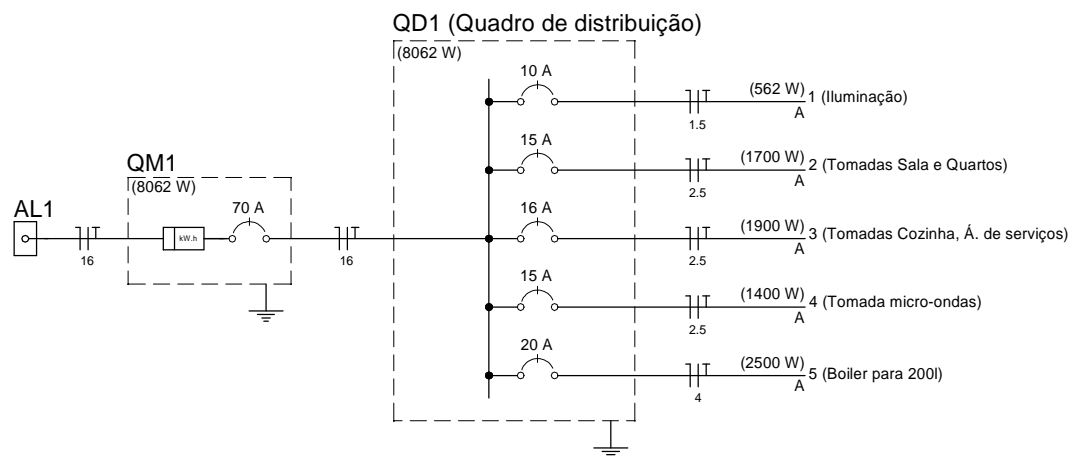 QD1 (Quadro de distribuição)
(8062 W)
10 A
(562 W)
1 (Iluminação)
A
1.5
15 A
(1700 W)
2 (Tomadas Sala e Quartos)
A
2.5
QM1
(8062 W)
AL1
70 A
kW.h
16
16
16 A
(1900 W)
3 (Tomadas Cozinha, Á. de serviços)
A
2.5
15 A
(1400 W)
4 (Tomada micro-ondas)
A
2.5
20 A
(2500 W)
5 (Boiler para 200l)
A
4